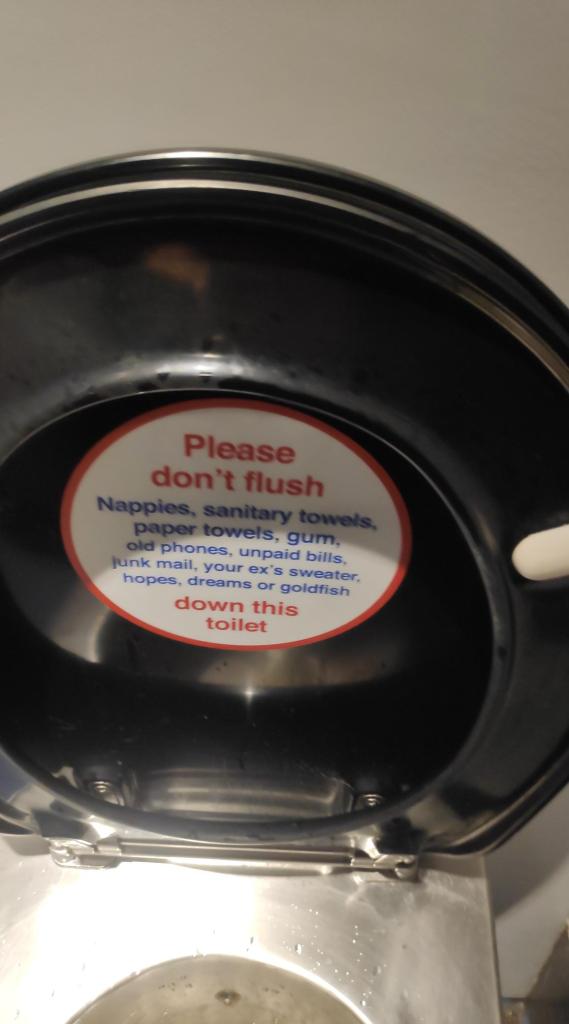 Please
don't flush
Nappies, sanitary towels,
paper towels, gum,
old phones, unpaid bills,
junk mail, your ex's sweater,
hopes, dreams or goldfish
down this
toilet